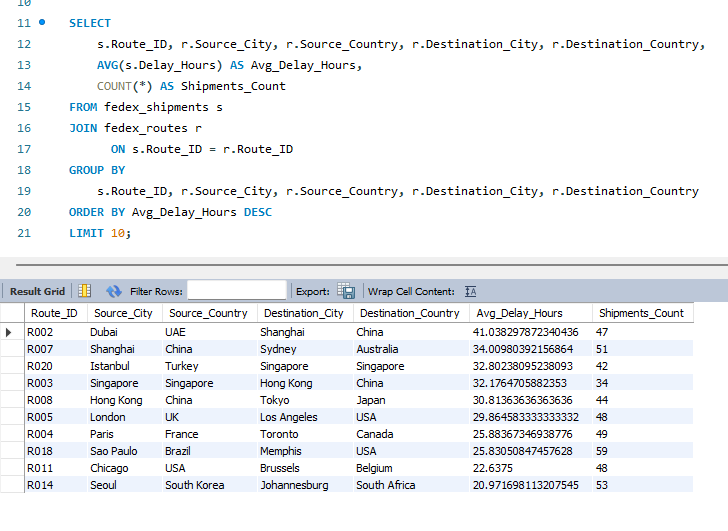 10
11 SELECT
12 s.Route_ID, r.Source_City, r.Source_Country, r.Destination_City, r.Destination_Country,
13 AVG(s.Delay_Hours) AS Avg_Delay_Hours,
14 COUNT(*) AS Shipments_Count
15 FROM fedex_shipments s
16 JOIN fedex_routes r
17 ON s.Route_ID = r.Route_ID
18 GROUP BY
19 s.Route_ID, r.Source_City, r.Source_Country, r.Destination_City, r.Destination_Country
20 ORDER BY Avg_Delay_Hours DESC
21 LIMIT 10;
Result Grid Filter Rows: Export: Wrap Cell Content:
Route_ID Source_City Source_Country Destination_City Destination_Country Avg_Delay_Hours Shipments_Count
R002 Dubai UAE Shanghai China 41.038297872340436 47
R007 Shanghai China Sydney Australia 34.00980392156864 51
R020 Istanbul Turkey Singapore Singapore 32.80238095238093 42
R003 Singapore Singapore Hong Kong China 32.1764705882353 34
R008 Hong Kong China Tokyo Japan 30.81363636363636 44
R005 London UK Los Angeles USA 29.864583333333332 48
R004 Paris France Toronto Canada 25.88367346938776 49
R018 Sao Paulo Brazil Memphis USA 25.83050847457628 59
R011 Chicago USA Brussels Belgium 22.6375 48
R014 Seoul South Korea Johannesburg South Africa 20.971698113207545 53